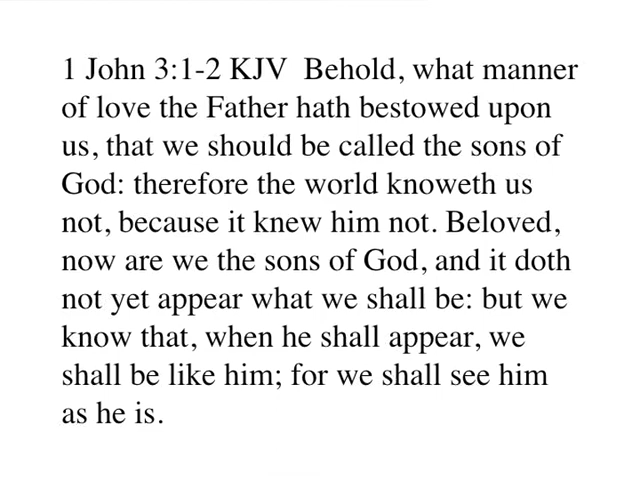 1 John 3:1-2 KJV  Behold, what manner
of love the Father hath bestowed upon
us, that we should be called the sons of
God: therefore the world knoweth us
not, because it knew him not. Beloved,
now are we the sons of God, and it doth
not yet appear what we shall be: but we
know that, when he shall appear, we
shall be like him; for we shall see him
as he is.